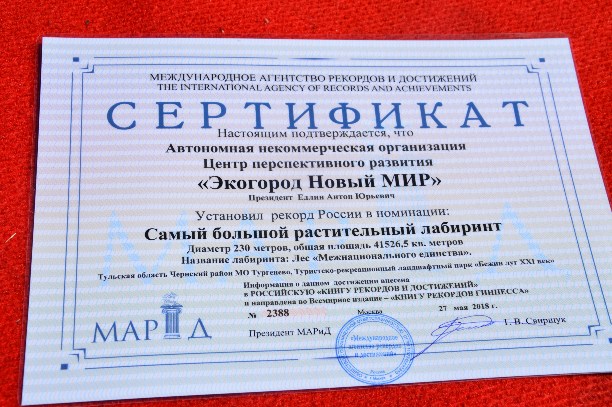 МЕЖДУНАРОДНОЕ АГЕНТСТВО РЕКОРДОВ И ДОСТИЖЕНИЙ
THE INTERNATIONAL AGENCY OF RECORDS AND ACHIEVEMENTS
СЕРТИФИКАТ
Настоящим подтверждается, что
Автономная некоммерческая организация
Центр перспективного развития
«Экогород Новый МИР»
Президент Едлин Антон Юрьевич
Установил рекорд России в номинации:
Самый большой растительный лабиринт
Диаметр 230 метров, общая площадь 41526,5 кв. метров
Название лабиринта: Лес «Межнационального единства».
Тульская область Чернский район МО Тургенево, Туристско-рекреационный ландшафтный парк «Бежин луг XXI век»
Информация о данном достижении внесена
в РОССИЙСКУЮ «КНИГУ РЕКОРДОВ И ДОСТИЖЕНИЙ»
и направлена во Всемирное издание – «КНИГУ РЕКОРДОВ ГИННЕССА»
№ 2388 Москва 27 мая 2018 г.
МАРиД
Президент МАРиД Г. В. Свирщук
«Международное
агентство рекордов
и достижений»